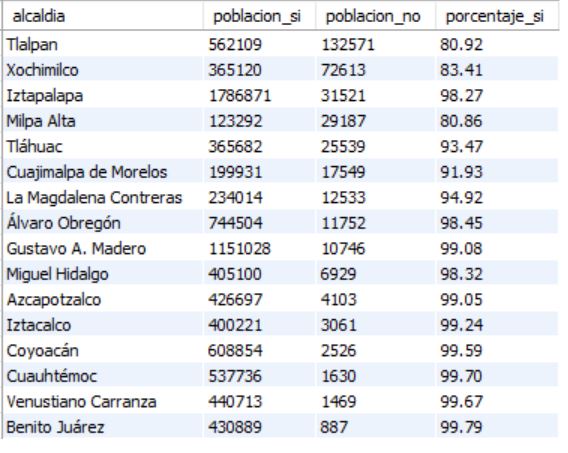 alcaldia poblacion_si poblacion_no porcentaje_si
Tlalpan 562109 132571 80.92
Xochimilco 365120 72613 83.41
Iztapalapa 1786871 31521 98.27
Milpa Alta 123292 29187 80.86
Tláhuac 365682 25539 93.47
Cuajimalpa de Morelos 199931 17549 91.93
La Magdalena Contreras 234014 12533 94.92
Álvaro Obregón 744504 11752 98.45
Gustavo A. Madero 1151028 10746 99.08
Miguel Hidalgo 405100 6929 98.32
Azcapotzalco 426697 4103 99.05
Iztacalco 400221 3061 99.24
Coyoacán 608854 2526 99.59
Cuauhtémoc 537736 1630 99.70
Venustiano Carranza 440713 1469 99.67
Benito Juárez 430889 887 99.79